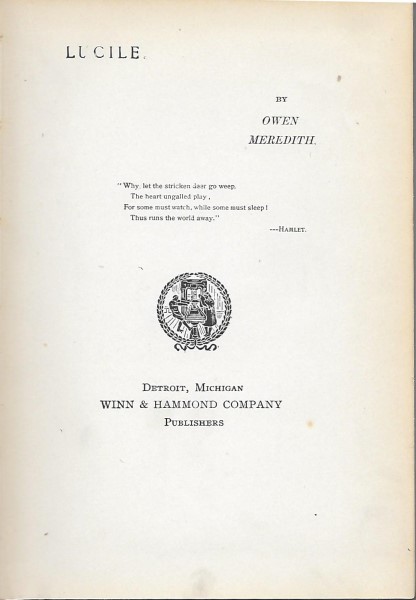 LUCILE.
BY
OWEN
MEREDITH.
"Why, let the stricken deer go weep,
The heart ungalled play,
For some must watch, while some must sleep!
Thus runs the world away."
---HAMLET.
DETROIT, MICHIGAN
WINN & HAMMOND COMPANY
PUBLISHERS